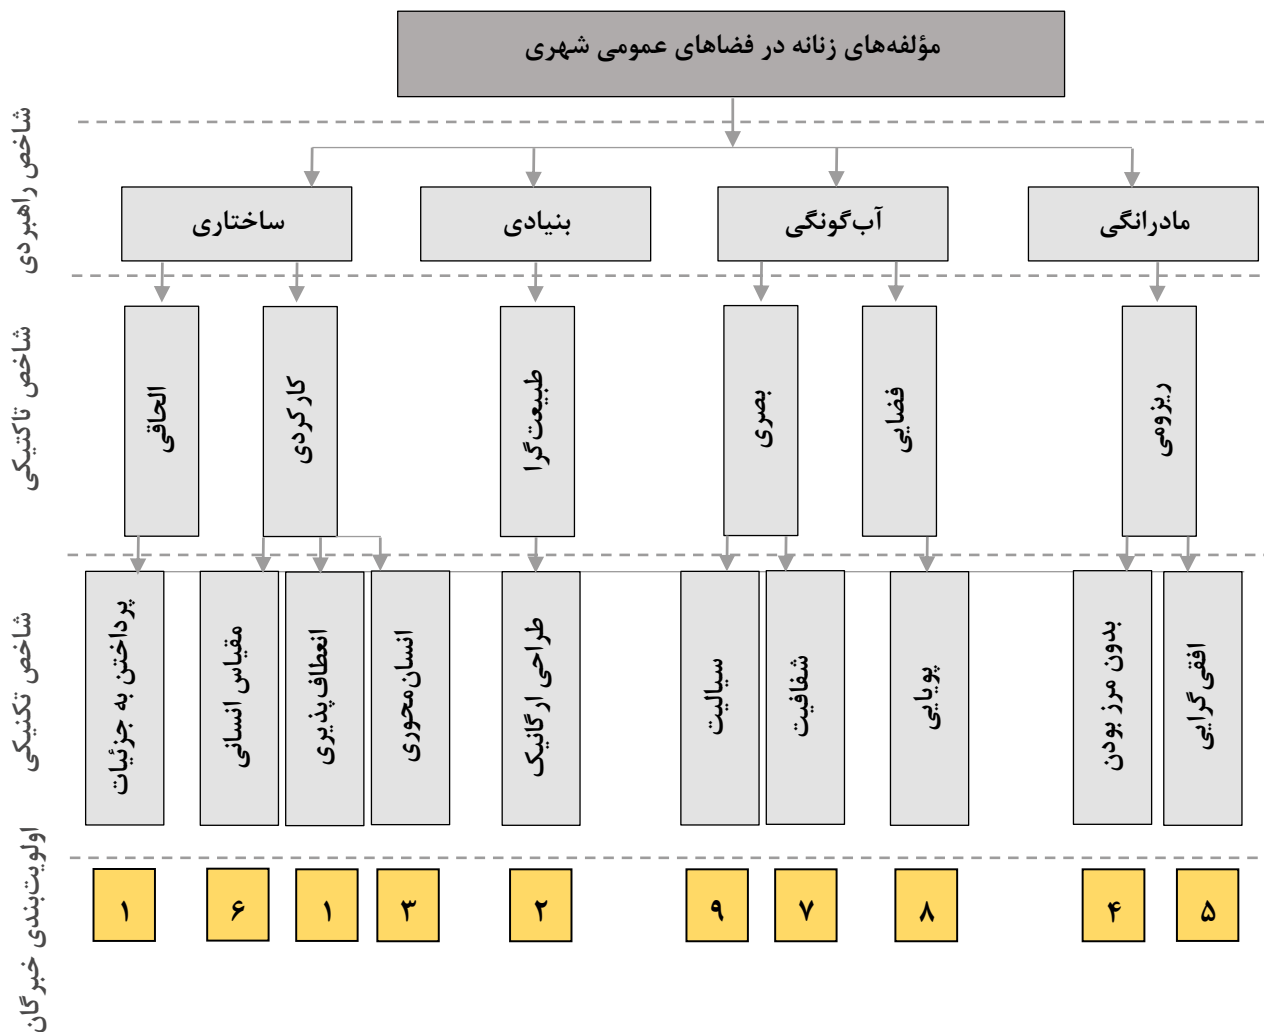 مؤلفه‌های زنانه در فضاهای عمومی شهری
شاخص راهبردی
مادرانگی
آب‌گونگی
بنیادی
ساختاری
شاخص تاکتیکی
ریزومی
فضایی
بصری
طبیعت‌گرا
کارکردی
الحاقی
شاخص تکنیکی
افقی‌گرایی
بدون مرز بودن
پویایی
شفافیت
سیالیت
طراحی ارگانیک
انسان‌محوری
انعطاف‌پذیری
مقیاس انسانی
پرداختن به جزئیات
اولویت‌بندی خبرگان
۵
۴
۸
۷
۹
۲
۳
۱
۶
۱